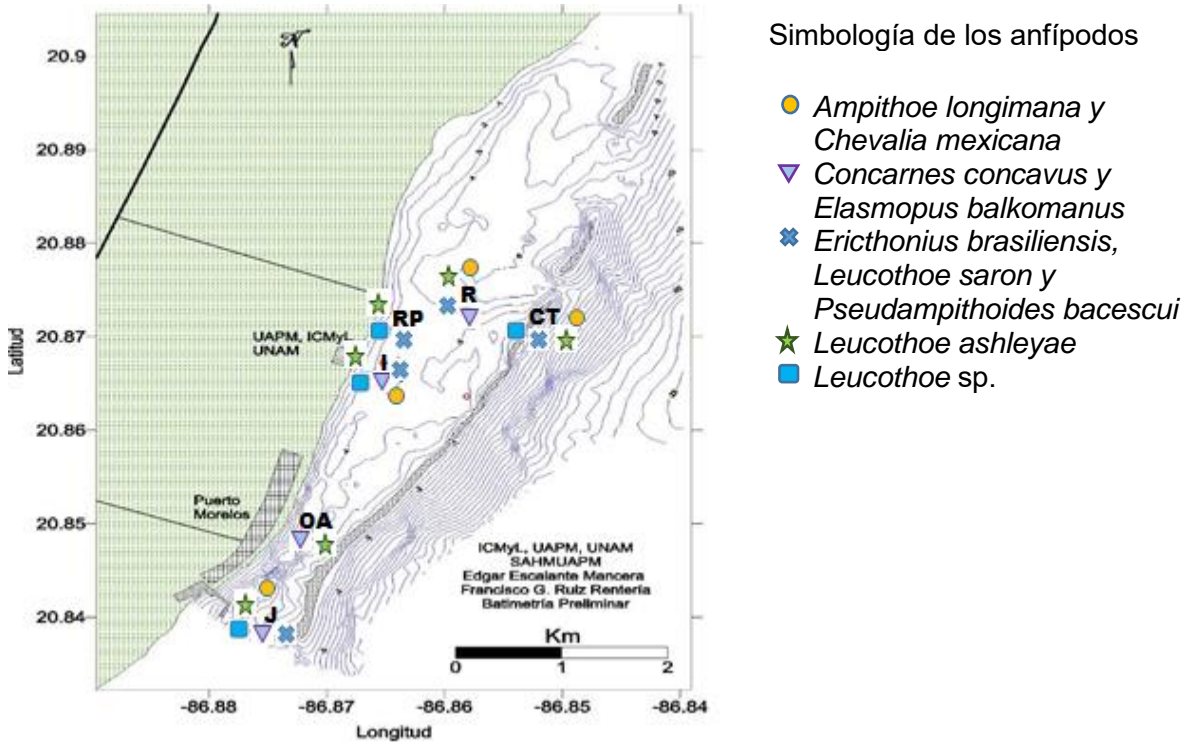 Simbología de los anfípodos
Ampithoe longimana y
Chevalia mexicana
Concarnes concavus y
Elasmopus balkomanus
Ericthonius brasiliensis,
Leucothoe saron y
Pseudampithoides bacescui
Leucothoe ashleyae
Leucothoe sp.
20.9
20.89
20.88
20.87
20.86
20.85
20.84
Latitud
N
R
RP
CT
UAPM, ICMyL,
UNAM
I
Puerto
Morelos
OA
J
ICMyL, UAPM, UNAM
SAHMUAPM
Edgar Escalante Mancera
Francisco G. Ruiz Rentería
Batimetría Preliminar
Km
0 1 2
-86.88 -86.87 -86.86 -86.85 -86.84
Longitud